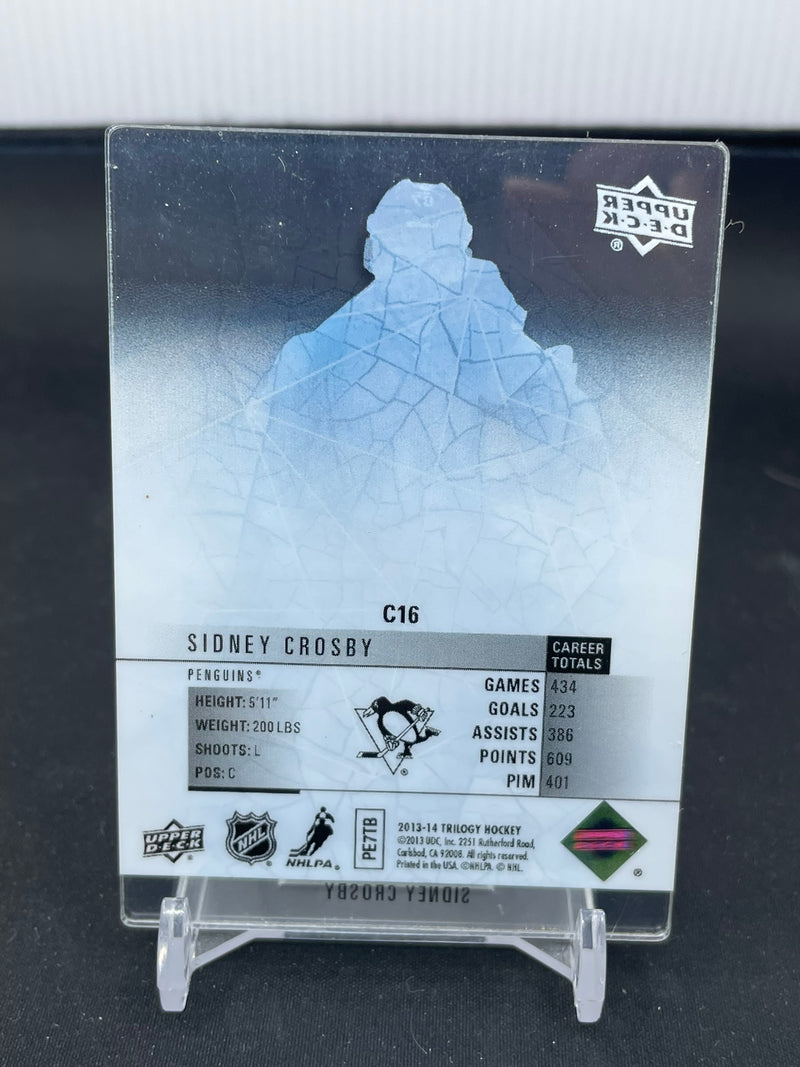 87
UPPER
D·E·C·K
®
C16
SIDNEY CROSBY
CAREER
TOTALS
PENGUINS®
HEIGHT: 5'11"
WEIGHT: 200 LBS
SHOOTS: L
POS: C
®
GAMES 434
GOALS 223
ASSISTS 386
POINTS 609
PIM 401
UPPER
D·E·C·K
NHL
®
NHLPA.
®
PE7TB
2013-14 TRILOGY HOCKEY
©2013 UDC, Inc. 2251 Rutherford Road,
Carlsbad, CA 92008. All rights reserved.
Printed in the USA. ©NHLPA. © NHL.
®
SIDNEY CROSBY